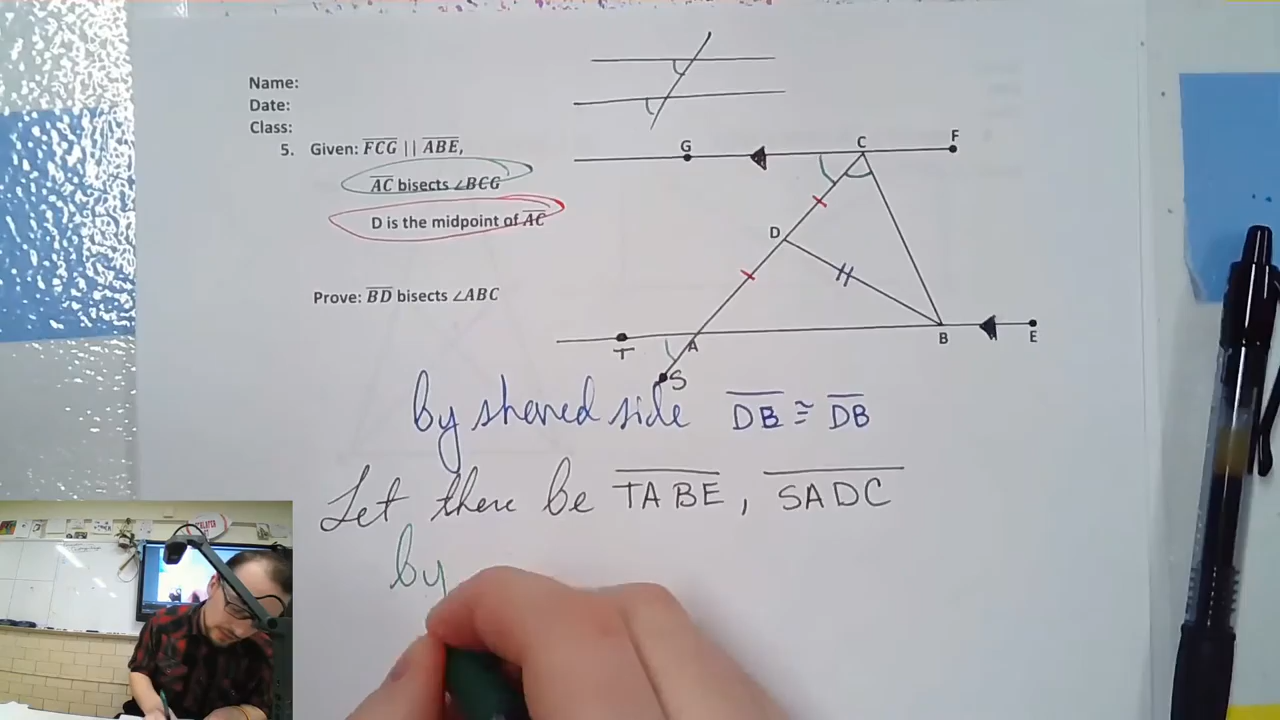 Name:
Date:
Class:
5. Given: FCG || ABE,
AC bisects ∠BCG
D is the midpoint of AC
Prove: BD bisects ∠ABC
G
C
F
D
T
A
B
E
S
by shared side DB ≅ DB
Let there be TABE, SADC
by